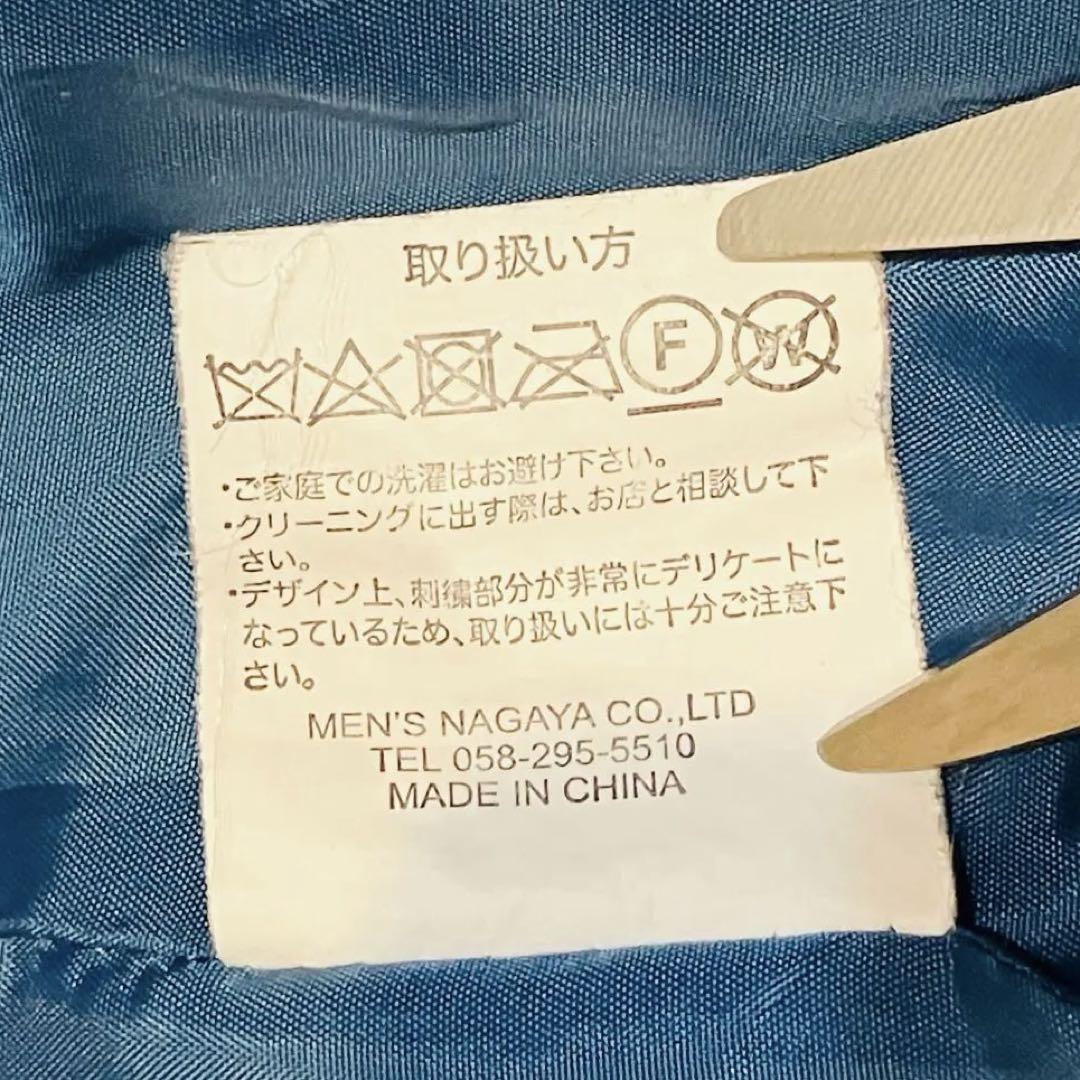 取り扱い方
F W
・ご家庭での洗濯はお避け下さい。
・クリーニングに出す際は、お店と相談して下
さい。
・デザイン上、刺繍部分が非常にデリケートに
なっているため、取り扱いには十分ご注意下
さい。
MEN'S NAGAYA CO.,LTD
TEL 058-295-5510
MADE IN CHINA